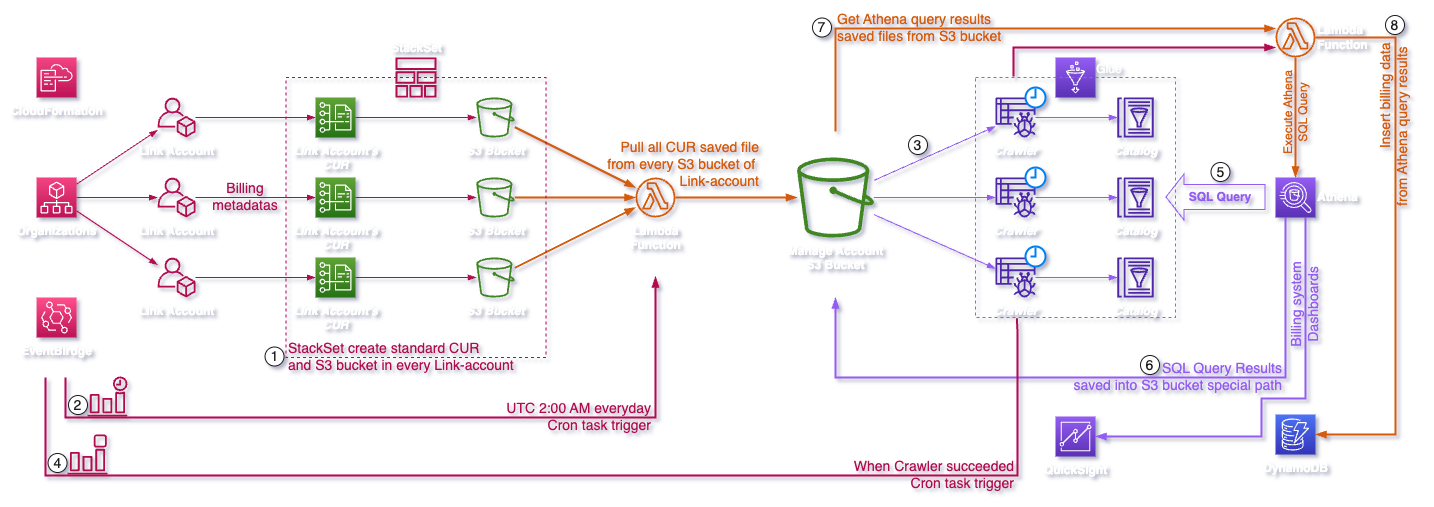 7
Get Athena query results
saved files from S3 bucket
Lambda
Function
8
StackSet
Glue
CloudFormation
Execute Athena
SQL Query
Insert billing data
from Athena query results
Link Account
Link Account's
CUR
S3 Bucket
Pull all CUR saved file
from every S3 bucket of
Link-account
3
Crawler
Catalog
Organizations
Billing
metadatas
Link Account
Link Account's
CUR
S3 Bucket
Lambda
Function
Manage Account
S3 Bucket
Crawler
Catalog
5
SQL Query
Athena
Link Account
Link Account's
CUR
S3 Bucket
Crawler
Catalog
Billing system
Dashboards
EventBirdge
1
StackSet create standard CUR
and S3 bucket in every Link-account
6
SQL Query Results
saved into S3 bucket special path
2
UTC 2:00 AM everyday
Cron task trigger
4
When Crawler succeeded
Cron task trigger
QuickSight
DynamoDB